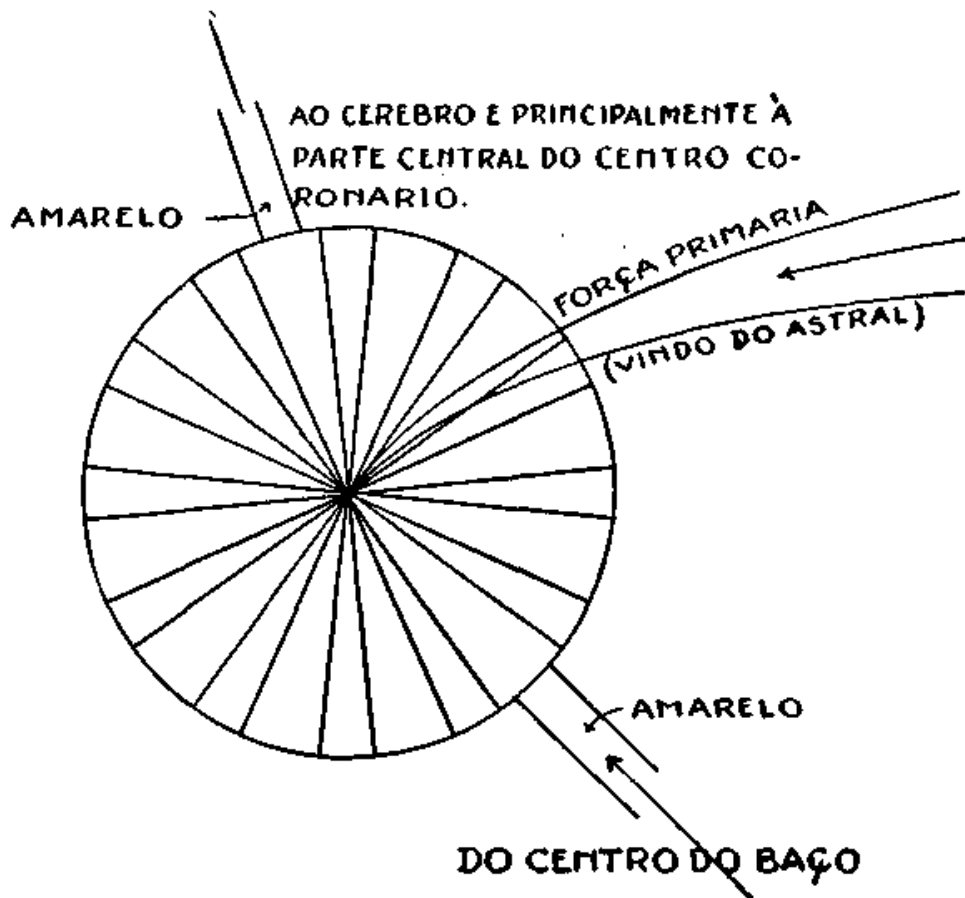 AO CEREBRO E PRINCIPALMENTE À
PARTE CENTRAL DO CENTRO CO-
RONARIO.
AMARELO
FORÇA PRIMARIA
(VINDO DO ASTRAL)
AMARELO
DO CENTRO DO BAÇO